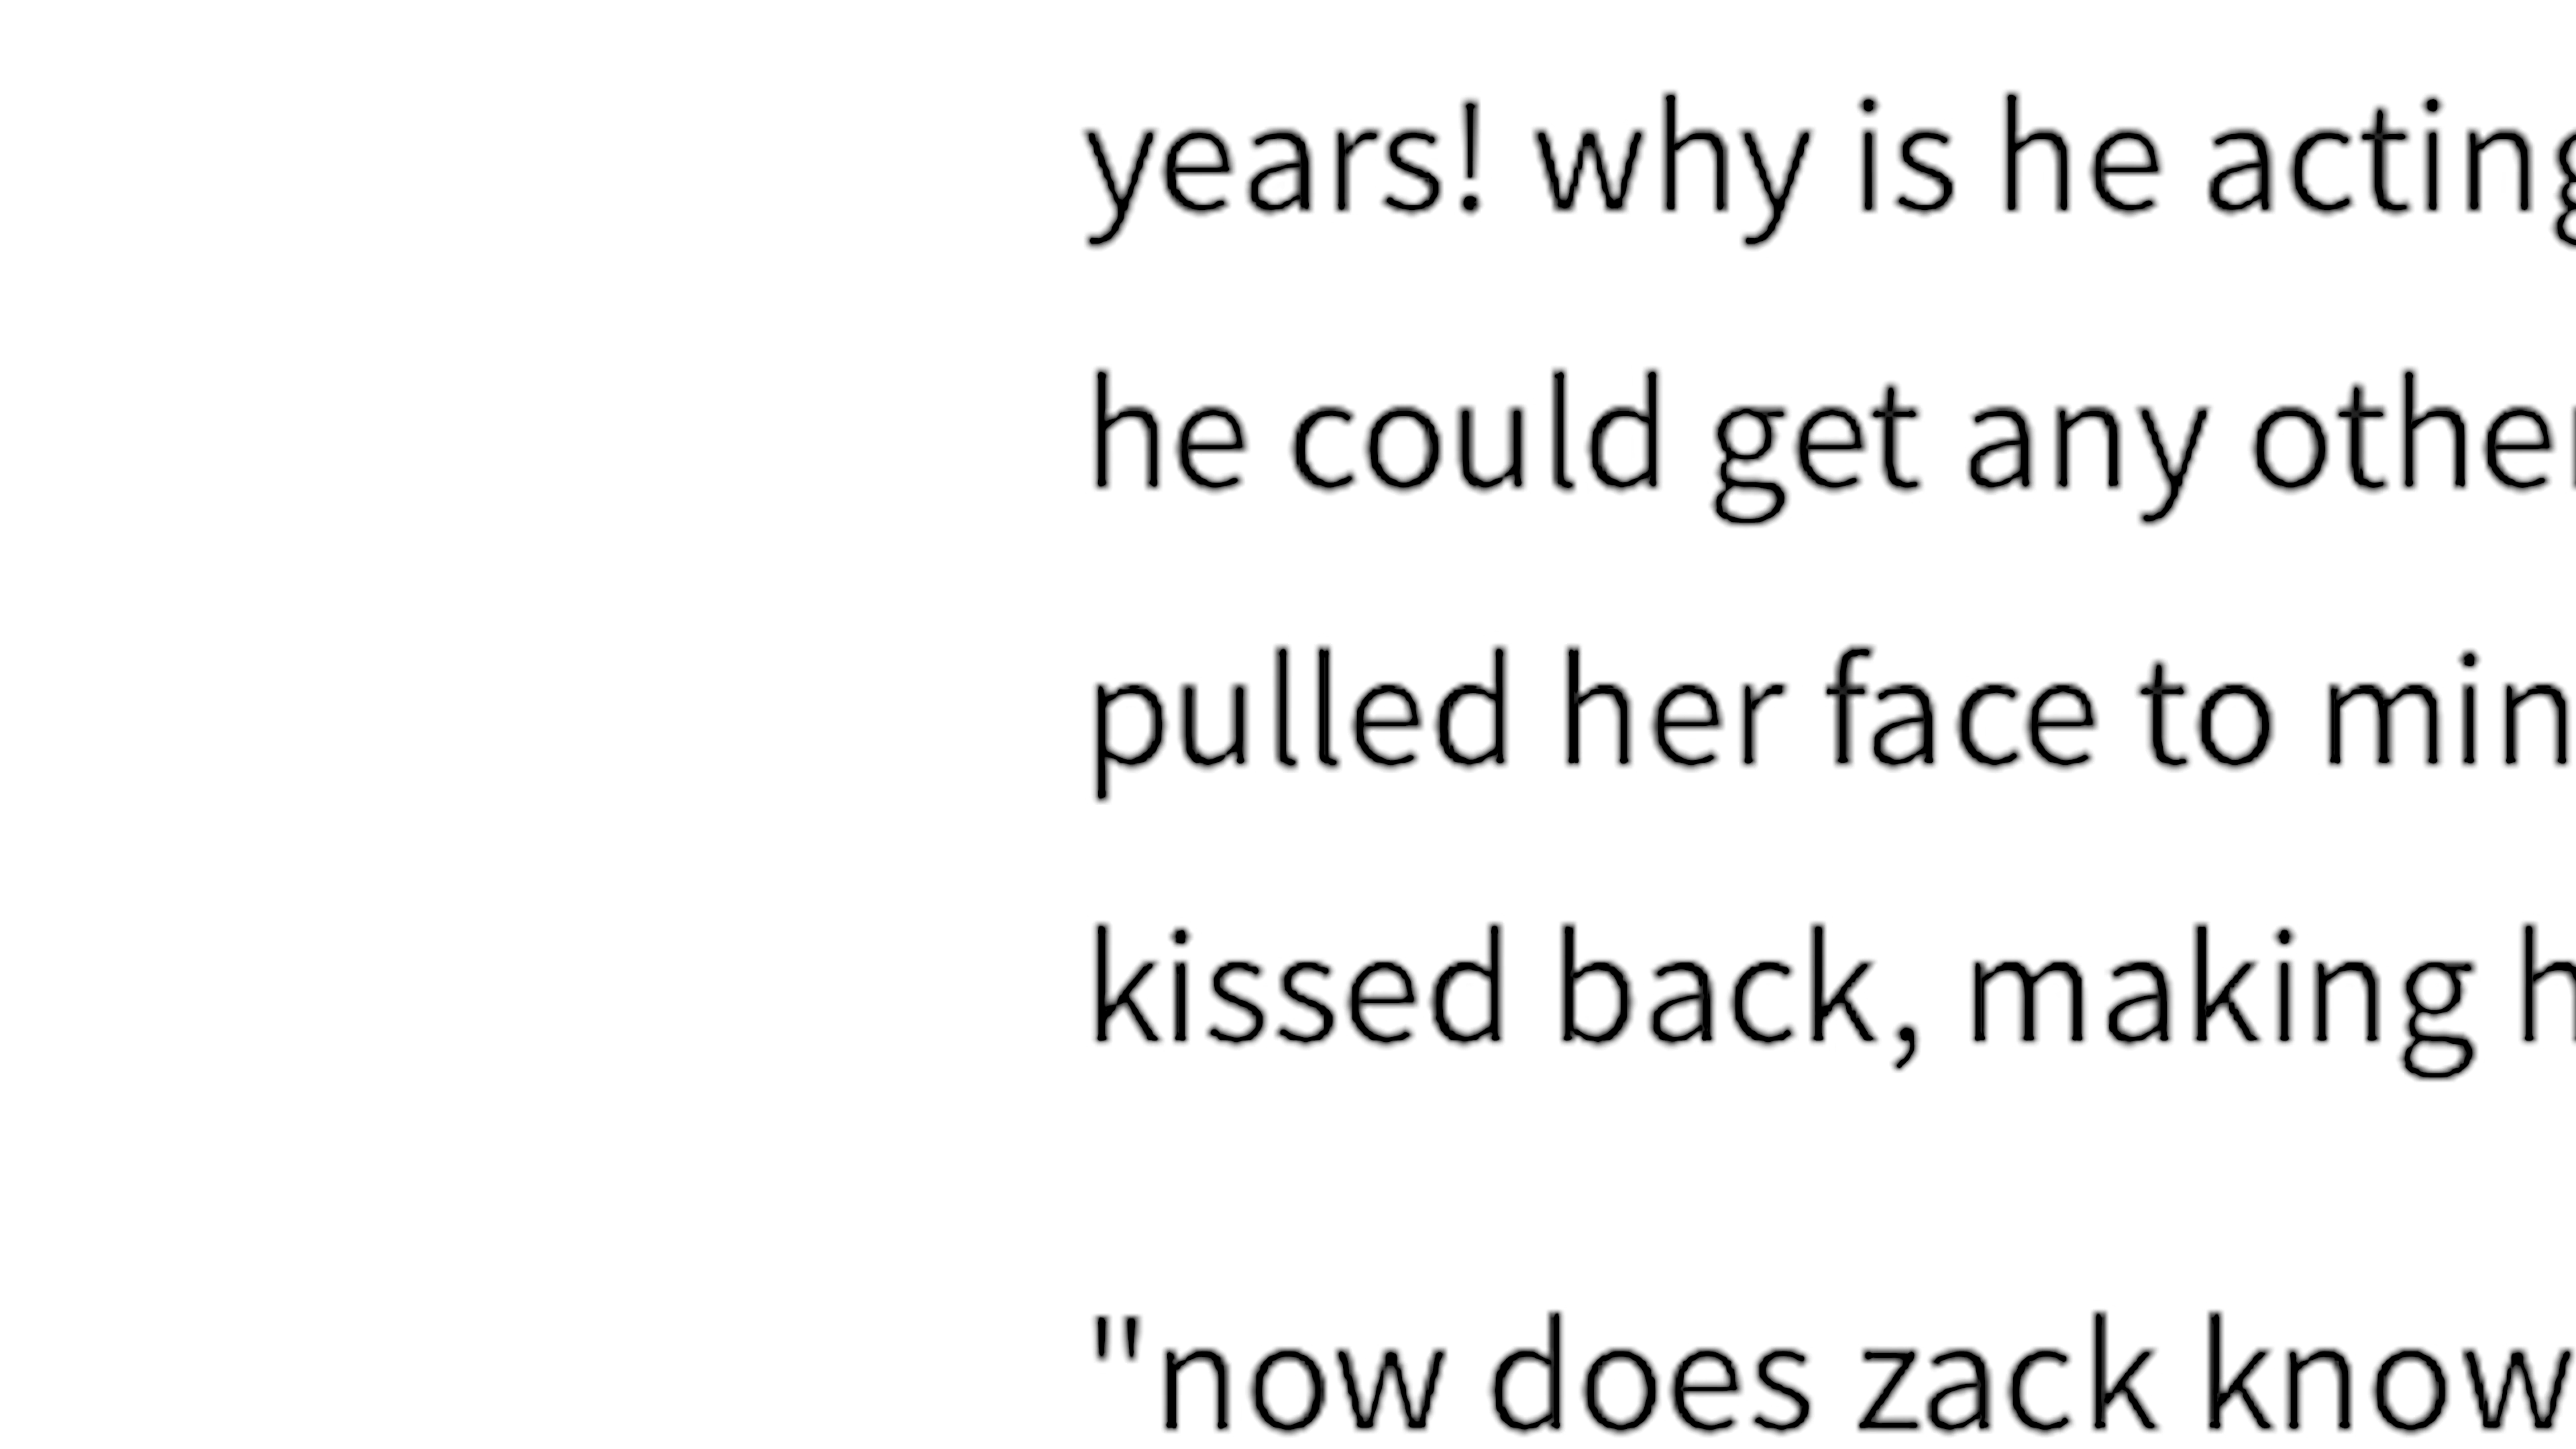 years! why is he acting
he could get any other
pulled her face to min
kissed back, making h
"now does zack know